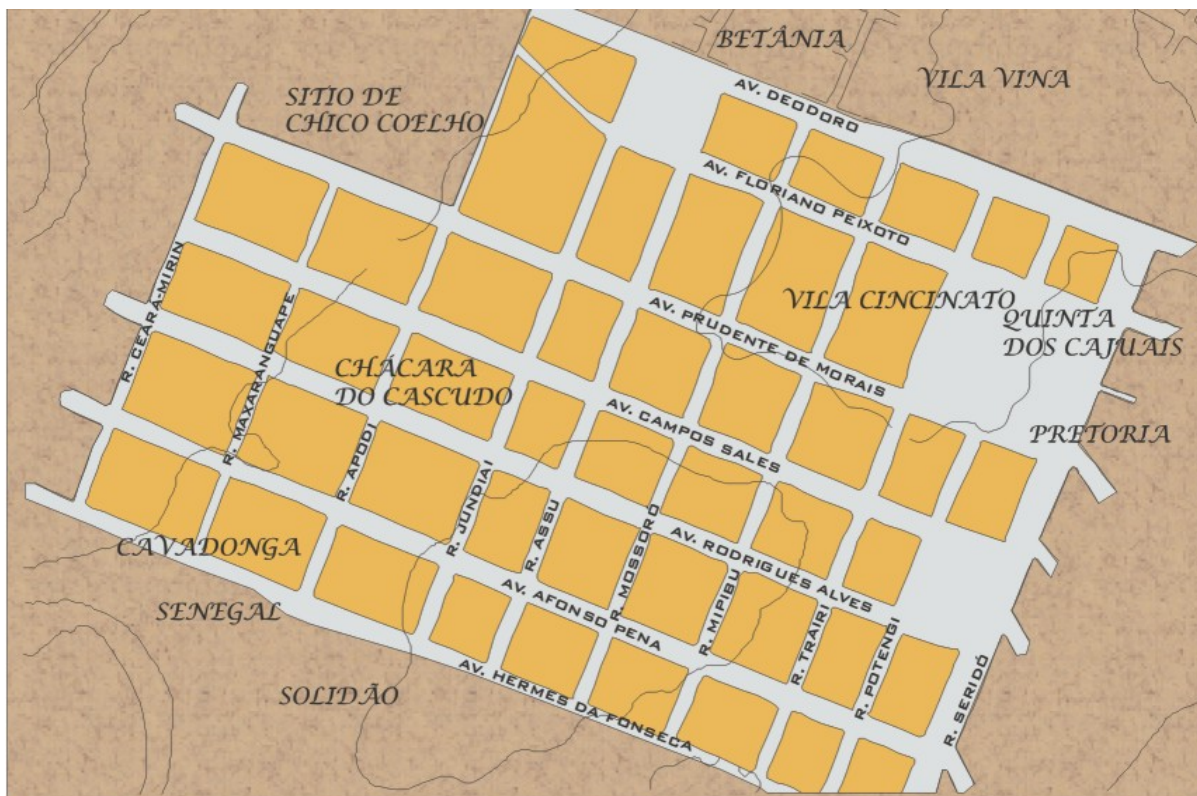 BETÂNIA
VILA VINA
AV. DEODORO
SITIO DE
CHICO COELHO
AV. FLORIANO PEIXOTO
R. CEARÁ-MIRIN
R. MAXARANGUAPE
VILA CINCINATO
QUINTA
DOS CAJUAIS
AV. PRUDENTE DE MORAIS
CHÁCARA
DO CASCUDO
AV. CAMPOS SALES
PRETORIA
R. APODI
R. JUNDIAI
R. ASSU
R. MOSSORÓ
AV. RODRIGUES ALVES
CAVADONGA
R. MIPIBU
R. TRAIRI
R. POTENGI
R. SERIDÓ
SENEGAL
AV. AFONSO PENA
SOLIDÃO
AV. HERMES DA FONSECA